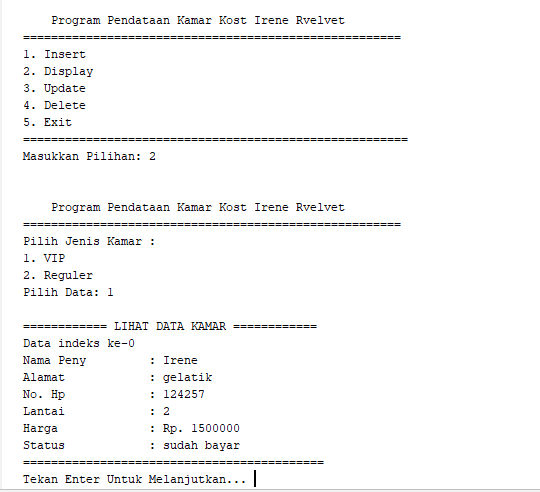 Program Pendataan Kamar Kost Irene Rvelvet
======================================================
1. Insert
2. Display
3. Update
4. Delete
5. Exit
=======================================================
Masukkan Pilihan: 2
Program Pendataan Kamar Kost Irene Rvelvet
======================================================
Pilih Jenis Kamar :
1. VIP
2. Reguler
Pilih Data: 1
============ LIHAT DATA KAMAR ============
Data indeks ke-0
Nama Peny         : Irene
Alamat            : gelatik
No. Hp            : 124257
Lantai            : 2
Harga             : Rp. 1500000
Status            : sudah bayar
===========================================
Tekan Enter Untuk Melanjutkan...